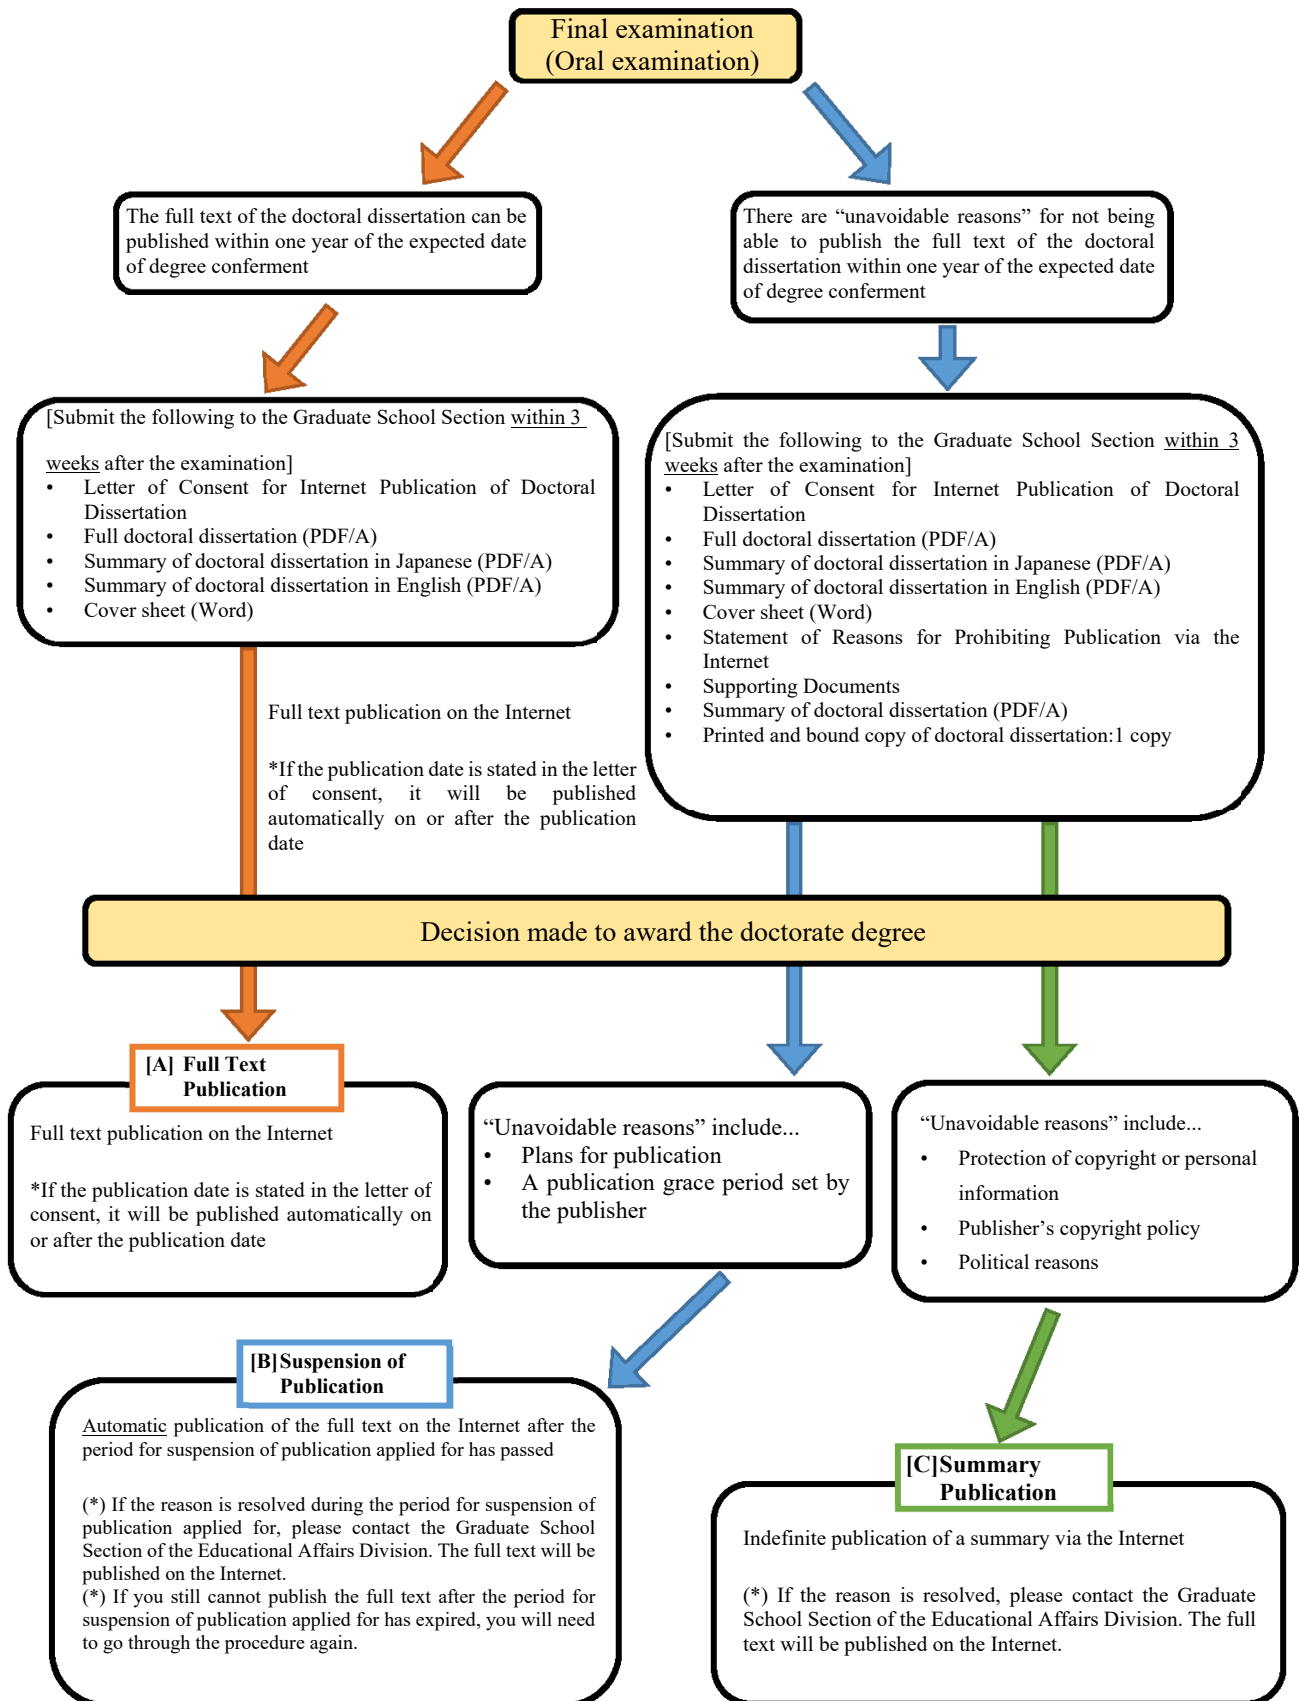 Final examination
(Oral examination)
The full text of the doctoral dissertation can be
published within one year of the expected date
of degree conferment
There are “unavoidable reasons” for not being
able to publish the full text of the doctoral
dissertation within one year of the expected date
of degree conferment
[Submit the following to the Graduate School Section within 3
weeks after the examination]
• Letter of Consent for Internet Publication of Doctoral
Dissertation
• Full doctoral dissertation (PDF/A)
• Summary of doctoral dissertation in Japanese (PDF/A)
• Summary of doctoral dissertation in English (PDF/A)
• Cover sheet (Word)
[Submit the following to the Graduate School Section within 3
weeks after the examination]
• Letter of Consent for Internet Publication of Doctoral
Dissertation
• Full doctoral dissertation (PDF/A)
• Summary of doctoral dissertation in Japanese (PDF/A)
• Summary of doctoral dissertation in English (PDF/A)
• Cover sheet (Word)
• Statement of Reasons for Prohibiting Publication via the
Internet
• Supporting Documents
• Summary of doctoral dissertation (PDF/A)
• Printed and bound copy of doctoral dissertation:1 copy
Full text publication on the Internet
*If the publication date is stated in the letter
of consent, it will be published
automatically on or after the publication
date
Decision made to award the doctorate degree
[A] Full Text
Publication
Full text publication on the Internet
*If the publication date is stated in the letter of
consent, it will be published automatically on
or after the publication date
“Unavoidable reasons” include...
• Plans for publication
• A publication grace period set by
the publisher
“Unavoidable reasons” include...
• Protection of copyright or personal
information
• Publisher’s copyright policy
• Political reasons
[B]Suspension of
Publication
Automatic publication of the full text on the Internet after the
period for suspension of publication applied for has passed
(*) If the reason is resolved during the period for suspension of
publication applied for, please contact the Graduate School
Section of the Educational Affairs Division. The full text will be
published on the Internet.
(*) If you still cannot publish the full text after the period for
suspension of publication applied for has expired, you will need
to go through the procedure again.
[C]Summary
Publication
Indefinite publication of a summary via the Internet
(*) If the reason is resolved, please contact the Graduate
School Section of the Educational Affairs Division. The full
text will be published on the Internet.